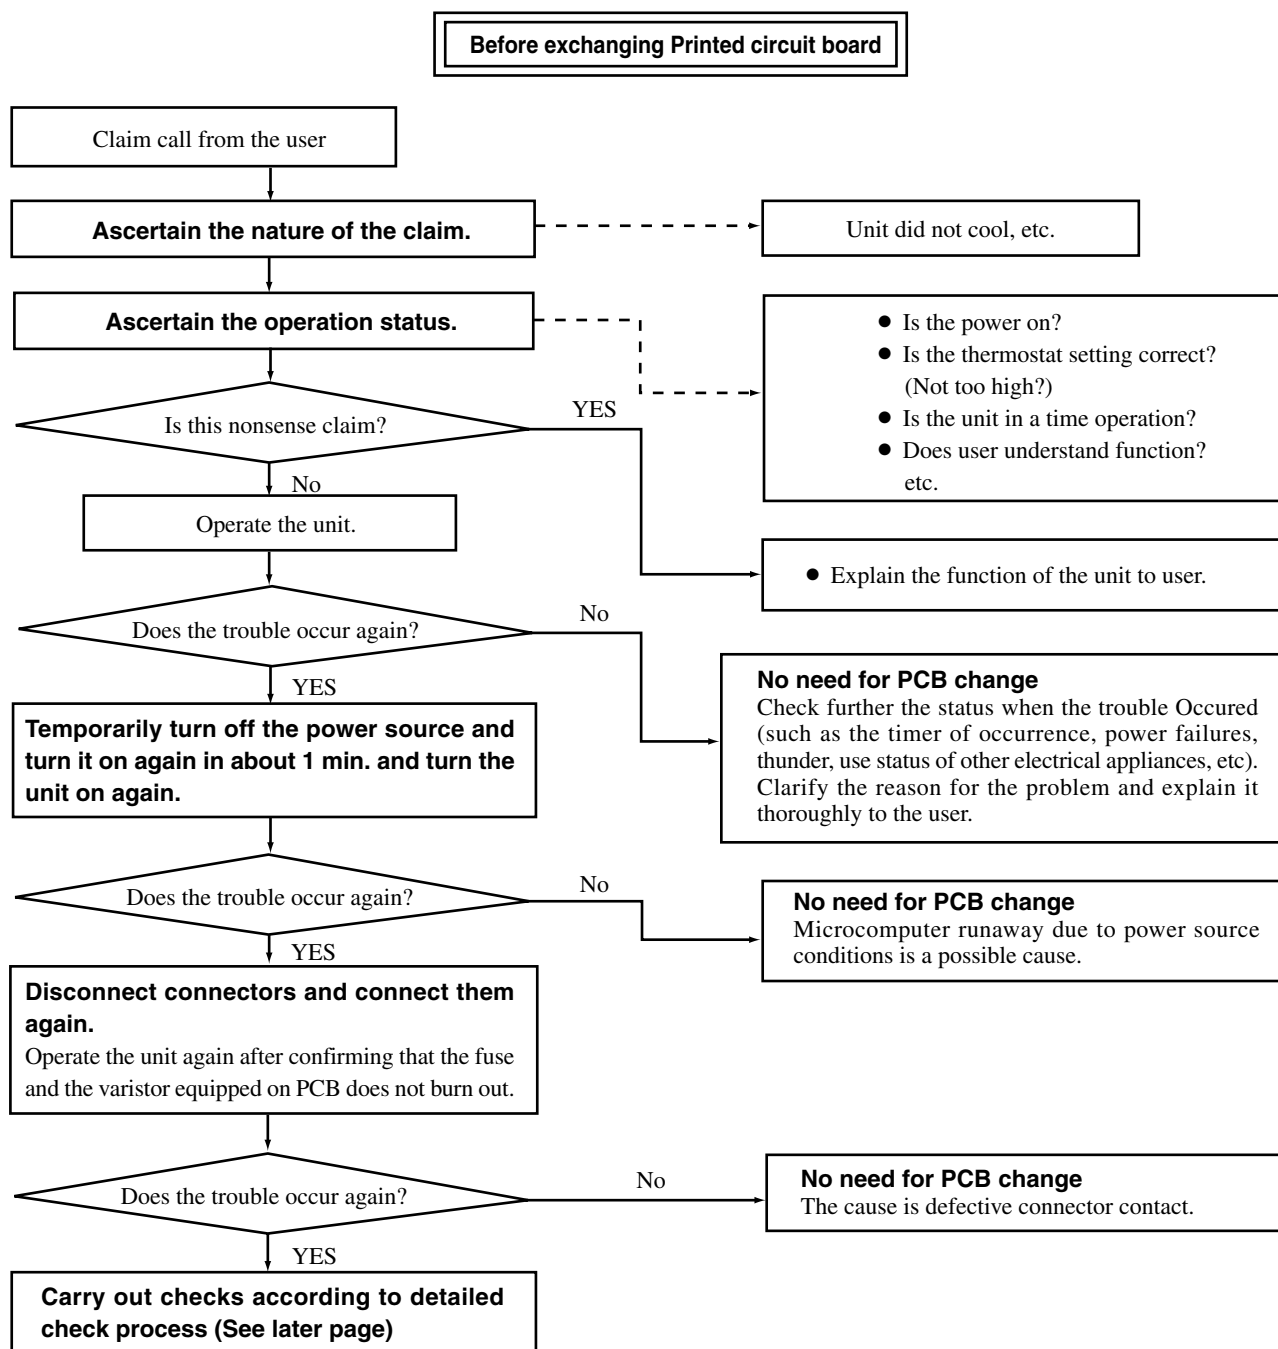 Before exchanging Printed circuit board
Claim call from the user
Ascertain the nature of the claim.
Unit did not cool, etc.
Ascertain the operation status.
● Is the power on?
● Is the thermostat setting correct?
(Not too high?)
● Is the unit in a time operation?
● Does user understand function?
etc.
Is this nonsense claim?
YES
No
Operate the unit.
● Explain the function of the unit to user.
Does the trouble occur again?
No
YES
No need for PCB change
Check further the status when the trouble Occured
(such as the timer of occurrence, power failures,
thunder, use status of other electrical appliances, etc).
Clarify the reason for the problem and explain it
thoroughly to the user.
Temporarily turn off the power source and
turn it on again in about 1 min. and turn the
unit on again.
Does the trouble occur again?
No
YES
No need for PCB change
Microcomputer runaway due to power source
conditions is a possible cause.
Disconnect connectors and connect them
again.
Operate the unit again after confirming that the fuse
and the varistor equipped on PCB does not burn out.
Does the trouble occur again?
No
YES
No need for PCB change
The cause is defective connector contact.
Carry out checks according to detailed
check process (See later page)